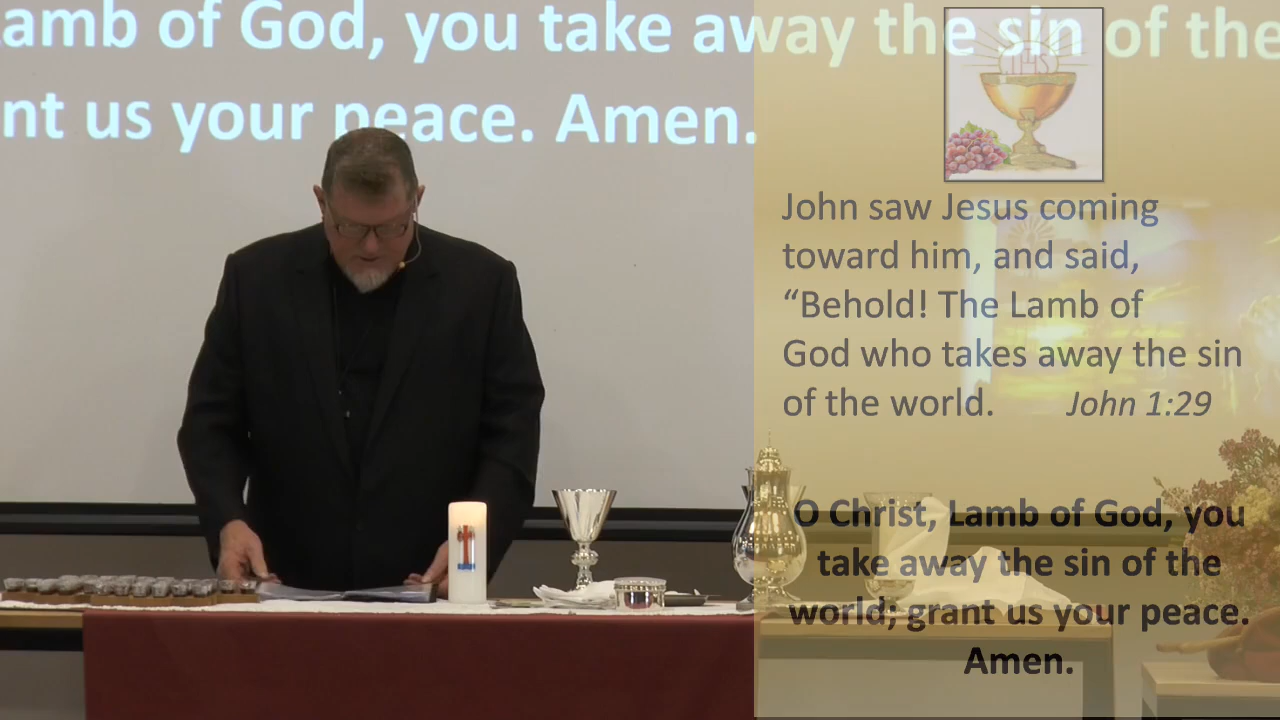 amb of God, you take away the sin of the
nt us your peace. Amen.
IHS
John saw Jesus coming
toward him, and said,
“Behold! The Lamb of
God who takes away the sin
of the world. John 1:29
O Christ, Lamb of God, you
take away the sin of the
world; grant us your peace.
Amen.